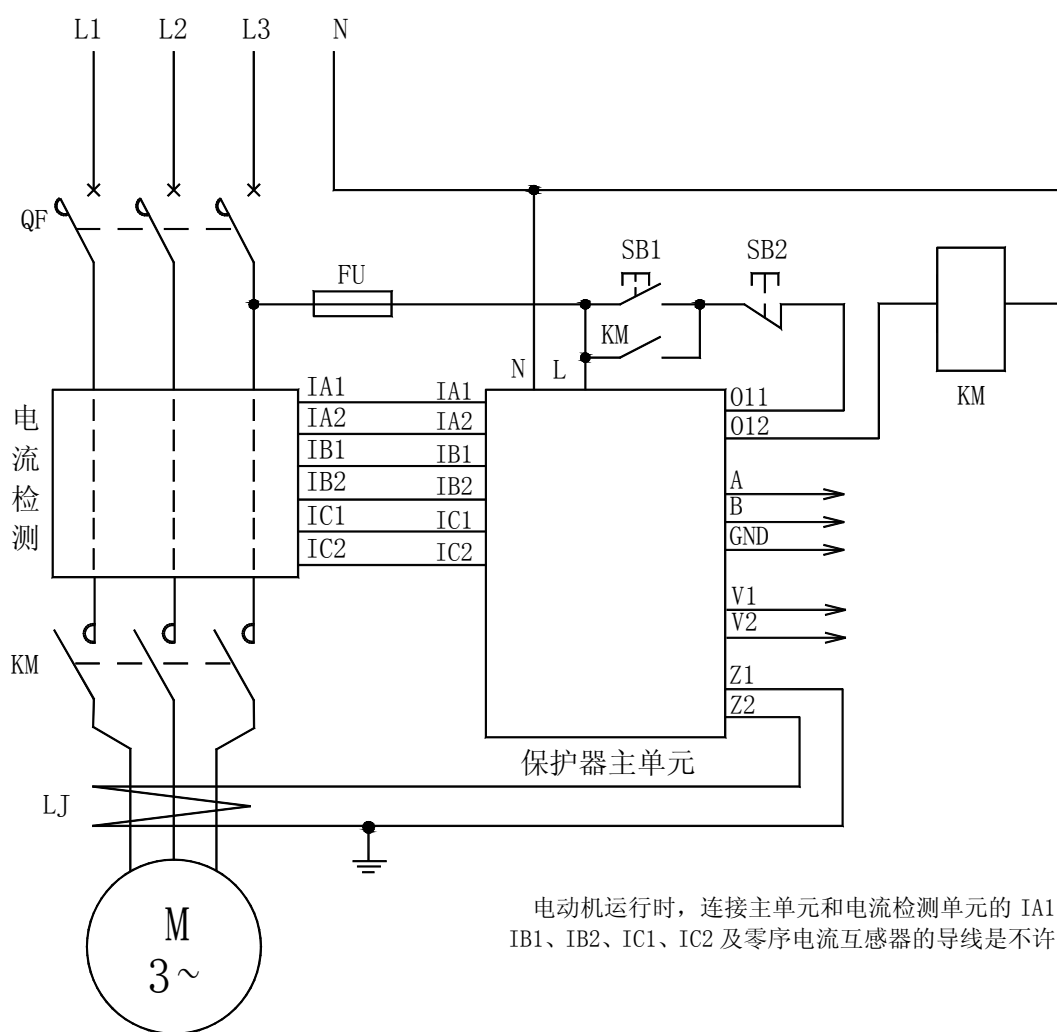 L1 L2 L3 N
QF
FU
SB1 SB2
KM
N L
KM
IA1 IA1
IA2 IA2
IB1 IB1
IB2 IB2
IC1 IC1
IC2 IC2
电流检测
011
012
A
B
GND
V1
V2
Z1
Z2
KM
保护器主单元
LJ
M
3~
电动机运行时，连接主单元和电流检测单元的 IA1
IB1、IB2、IC1、IC2 及零序电流互感器的导线是不许